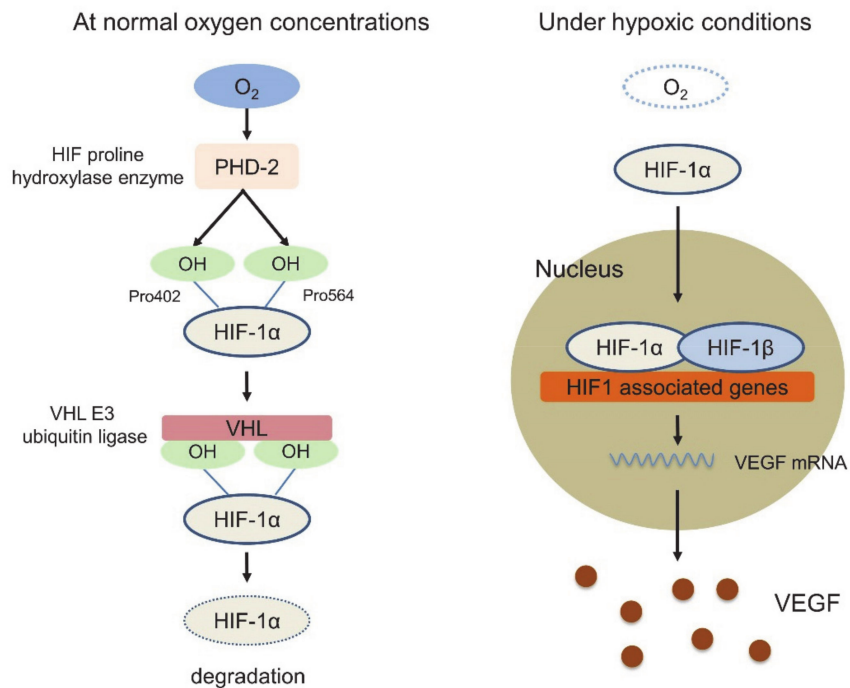 At normal oxygen concentrations
O2
HIF proline
hydroxylase enzyme
PHD-2
OH
OH
Pro402
Pro564
HIF-1α
VHL E3
ubiquitin ligase
VHL
OH
OH
HIF-1α
HIF-1α
degradation
Under hypoxic conditions
O2
HIF-1α
Nucleus
HIF-1α
HIF-1β
HIF1 associated genes
VEGF mRNA
VEGF